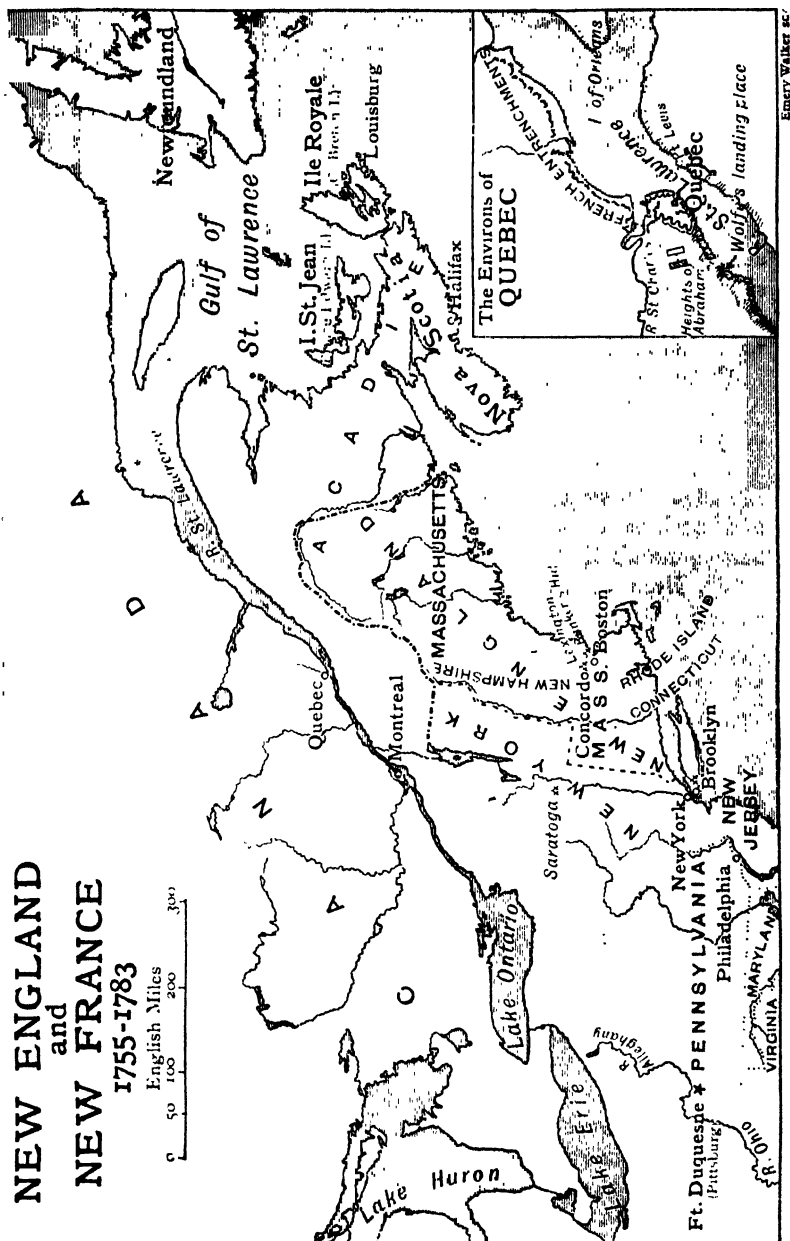 NEW ENGLAND
and
NEW FRANCE
1755-1783
English Miles
0 50 100 200 300
CANADA
Newfoundland
Gulf of
St. Lawrence
Ile Royale
Louisburg
I. St. Jean
Nova Scotia
Halifax
ACADIA
R. St. Lawrence
Quebec
Montreal
MASSACHUSETTS
NEW HAMPSHIRE
NEW ENGLAND
NEW YORK
Lexington
Bunker
Concord
Boston
MASS.
RHODE ISLAND
CONNECTICUT
Saratoga
New York
Brooklyn
NEW
JERSEY
Philadelphia
PENNSYLVANIA
MARYLAND
VIRGINIA
Lake Ontario
Lake Erie
Lake Huron
R. Alleghany
Ft. Duquesne
(Pittsburg)
R. Ohio
The Environs of
QUEBEC
FRENCH ENTRENCHMENTS
I of Orleans
St. Lawrence
Pt Levis
Quebec
R St Charles
Heights of
Abraham
Wolfe's landing place
Emery Walker sc.